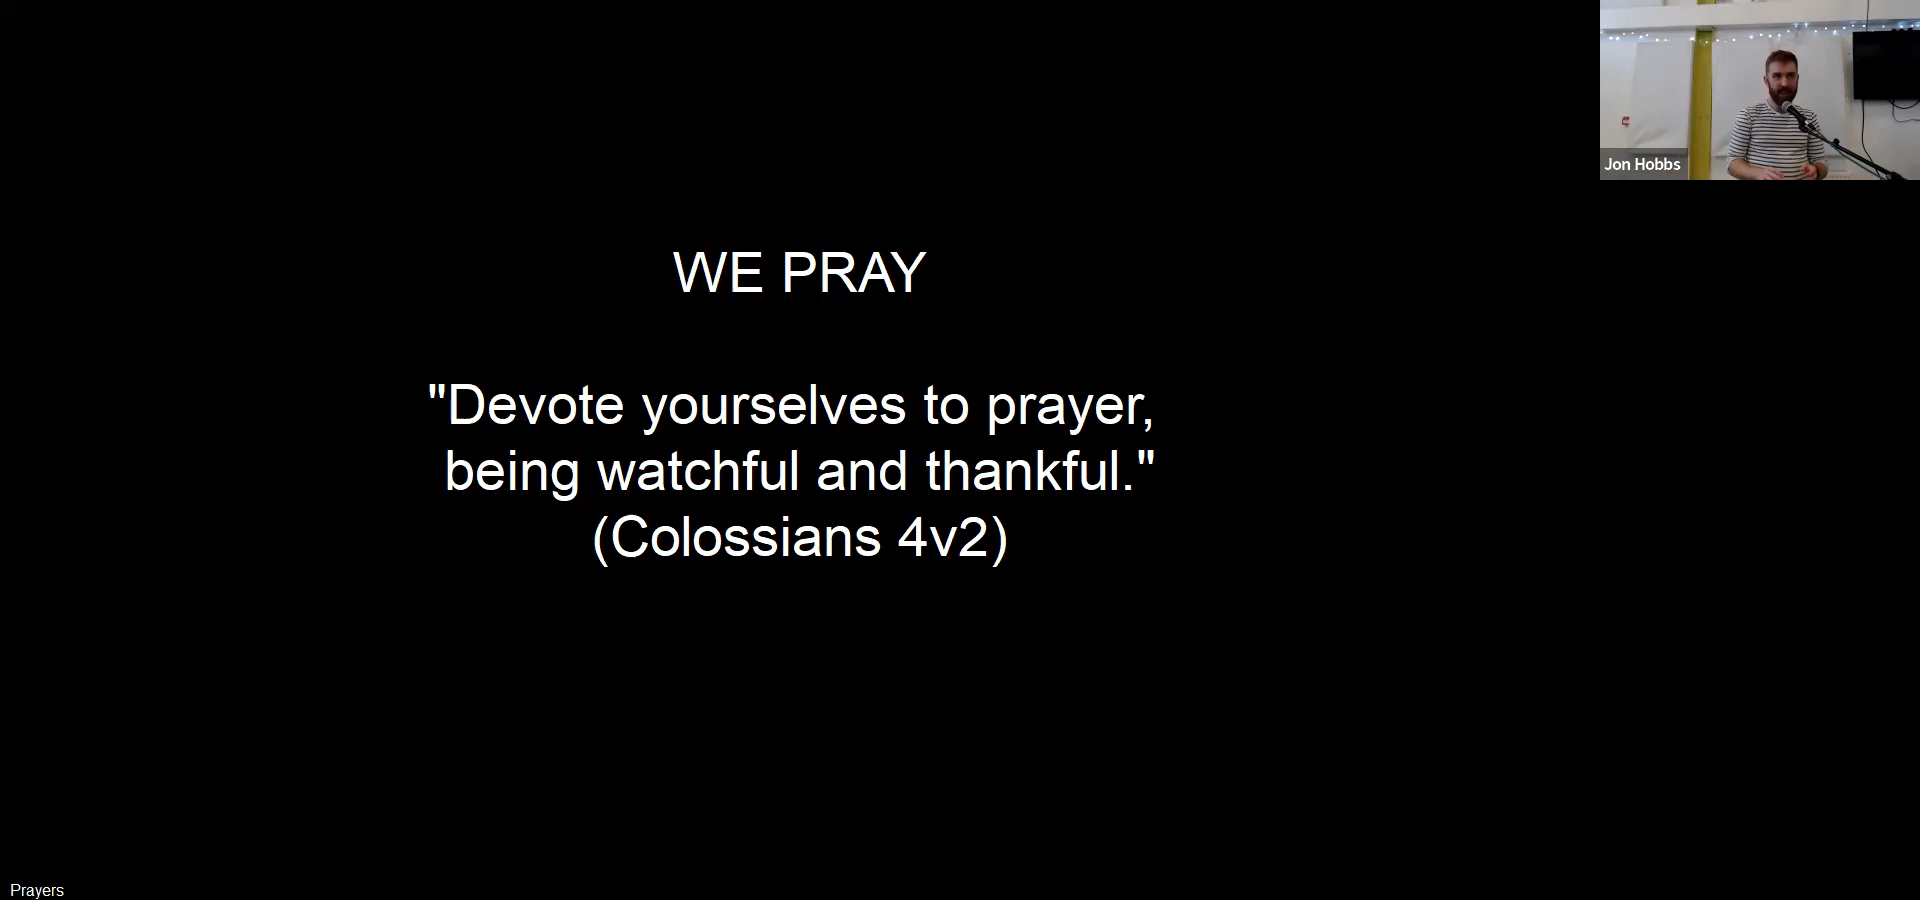 WE PRAY
"Devote yourselves to prayer,
being watchful and thankful."
(Colossians 4v2)
Jon Hobbs
Prayers